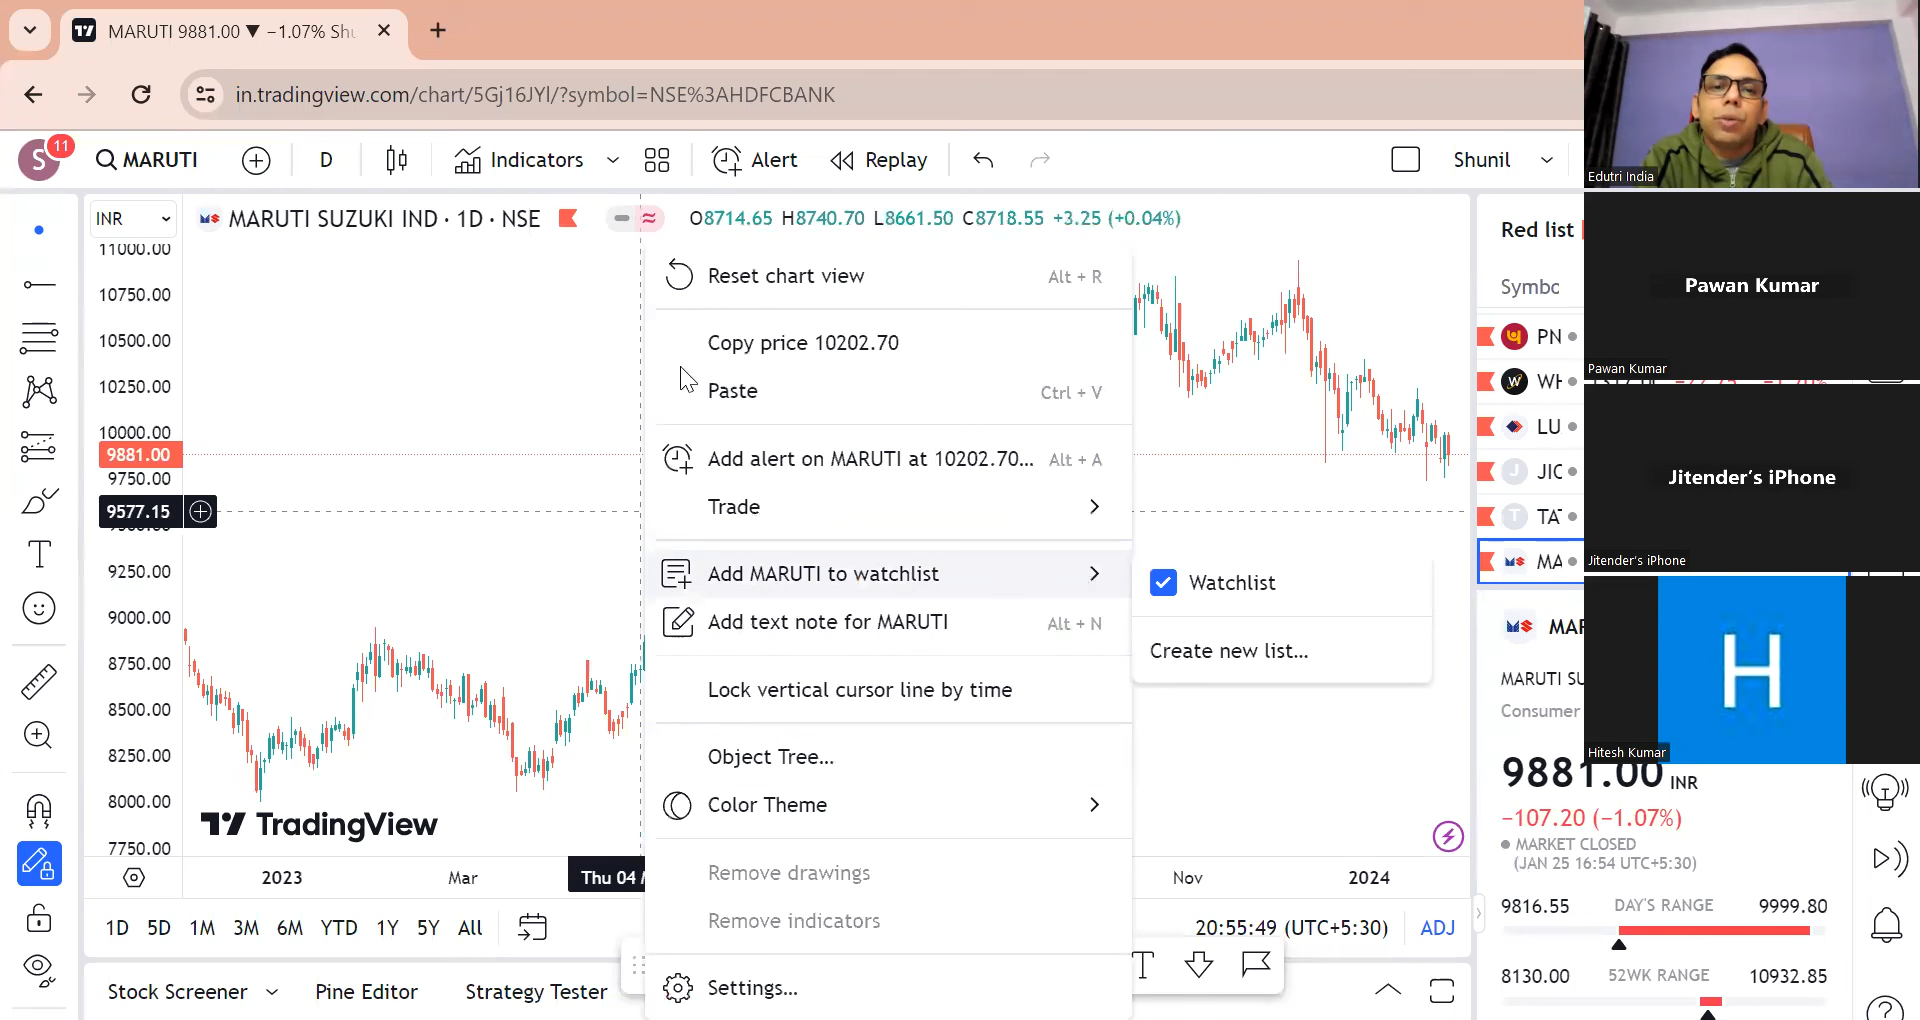 MARUTI 9881.00 ▼ −1.07% Shu
in.tradingview.com/chart/5Gj16JYl/?symbol=NSE%3AHDFCBANK
S 11 MARUTI D Indicators Alert Replay Shunil
INR MARUTI SUZUKI IND · 1D · NSE O8714.65 H8740.70 L8661.50 C8718.55 +3.25 (+0.04%)
11000.00
10750.00
10500.00
10250.00
10000.00
9881.00
9750.00
9577.15
9250.00
9000.00
8750.00
8500.00
8250.00
8000.00
7750.00
Reset chart view Alt + R
Copy price 10202.70
Paste Ctrl + V
Add alert on MARUTI at 10202.70... Alt + A
Trade
Add MARUTI to watchlist
Add text note for MARUTI Alt + N
Lock vertical cursor line by time
Object Tree...
Color Theme
Remove drawings
Remove indicators
Settings...
Watchlist
Create new list...
TradingView
2023 Mar Thu 04 Nov 2024
1D 5D 1M 3M 6M YTD 1Y 5Y All 20:55:49 (UTC+5:30) ADJ
Stock Screener Pine Editor Strategy Tester
Red list
Symbo
PN
WH
LU
JIC
TAT
MA
MAR
MARUTI SU
Consumer
9881.00 INR
−107.20 (−1.07%)
MARKET CLOSED
(JAN 25 16:54 UTC+5:30)
9816.55 DAY'S RANGE 9999.80
8130.00 52WK RANGE 10932.85
Edutri India
Pawan Kumar
Pawan Kumar
Jitender's iPhone
Jitender's iPhone
H
Hitesh Kumar